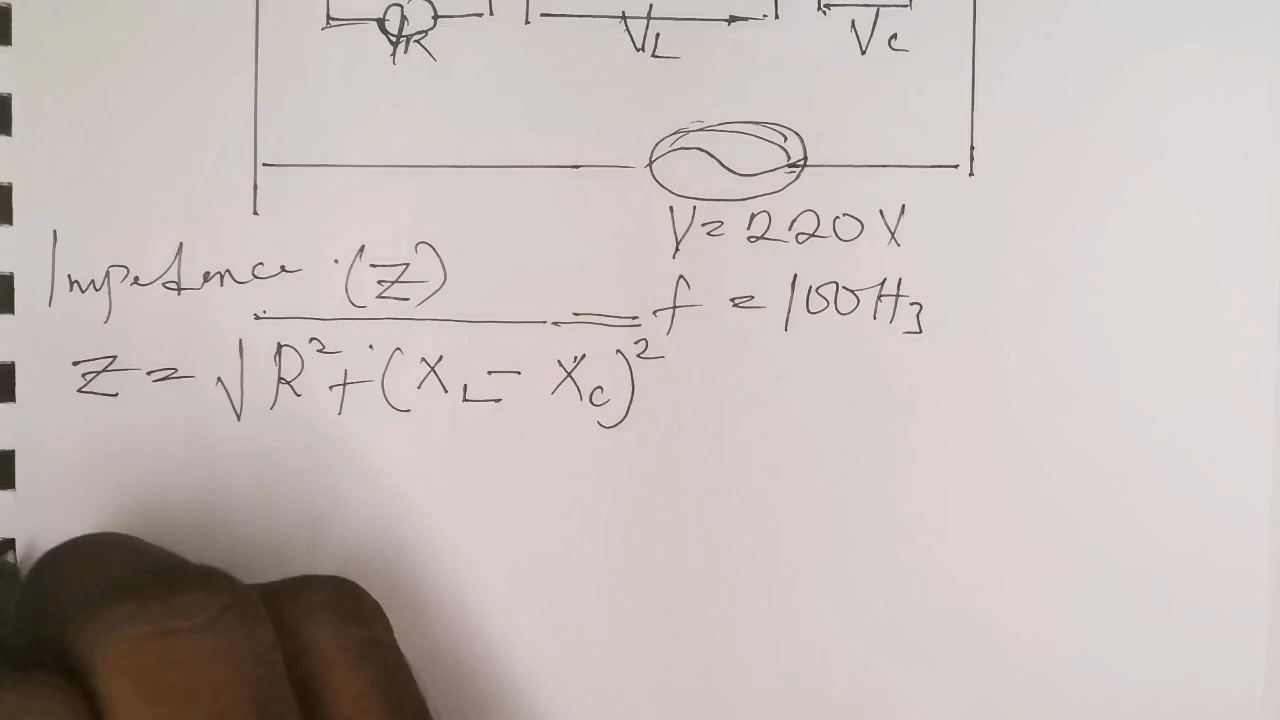 VR VL Vc
V = 220V
Impedence (Z)
f = 100Hz
Z = √R² + (XL - XC)²